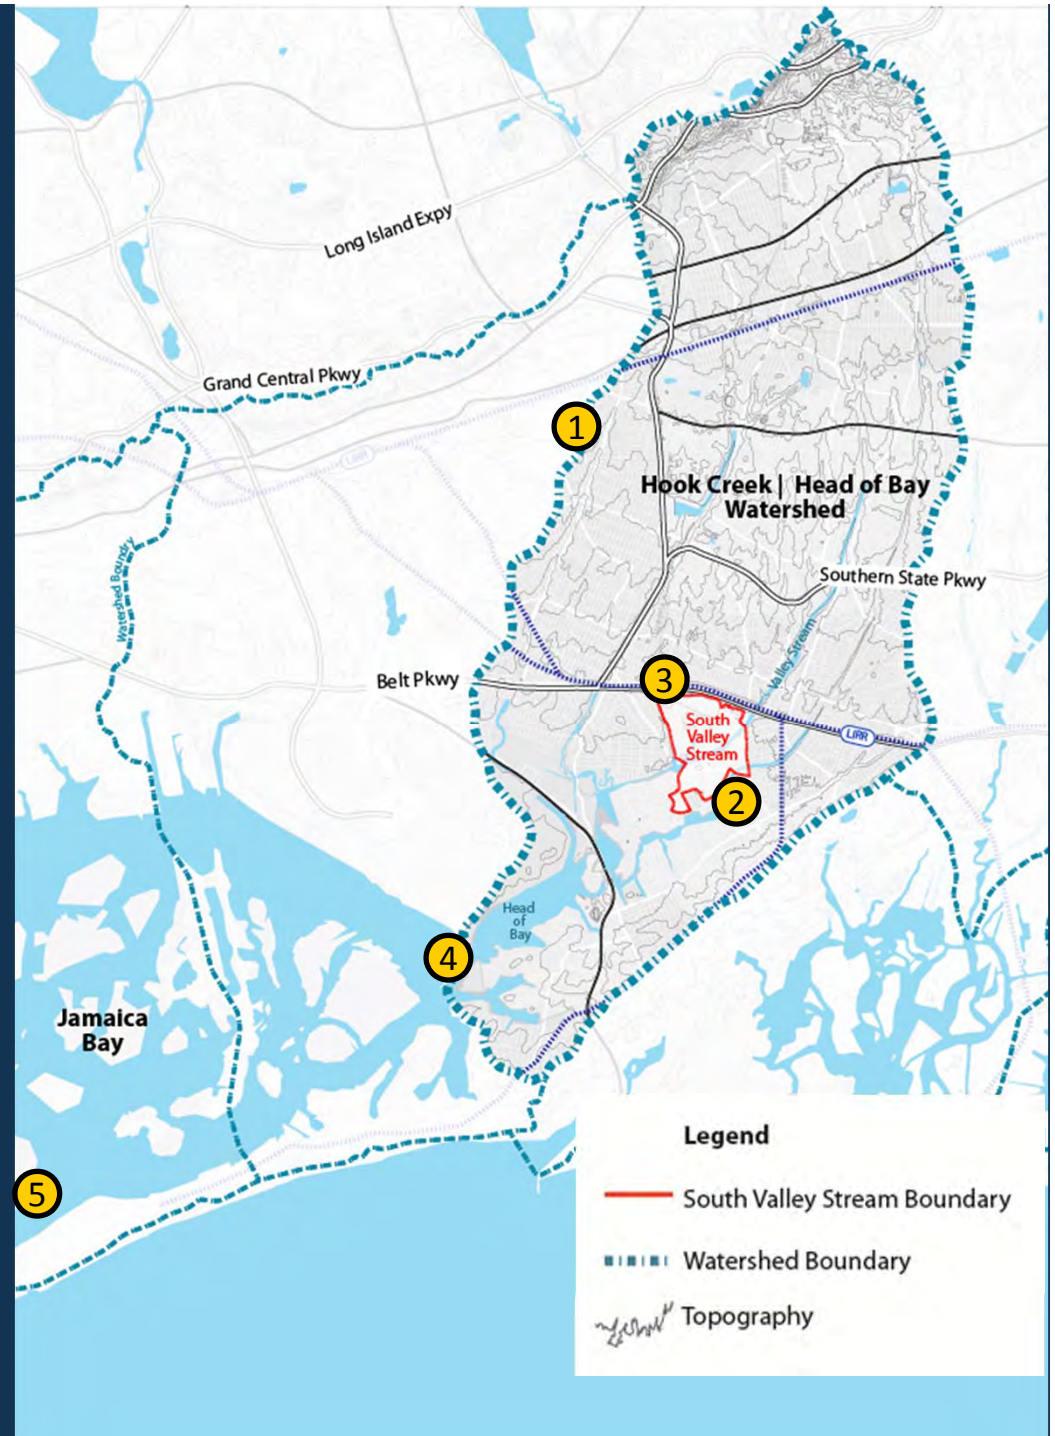 Long Island Expy
Grand Central Pkwy
LIRR
1
Hook Creek | Head of Bay
Watershed
Southern State Pkwy
Watershed Boundry
Valley Stream
Belt Pkwy
3
South
Valley
Stream
LIRR
2
Head
of
Bay
4
Jamaica
Bay
5
Legend
South Valley Stream Boundary
Watershed Boundary
Topography